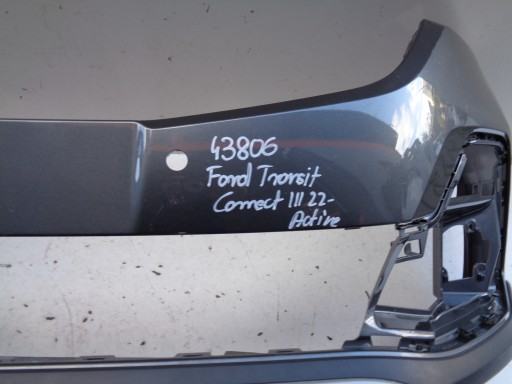 43806
Ford Transit
Connect III 22-
Active